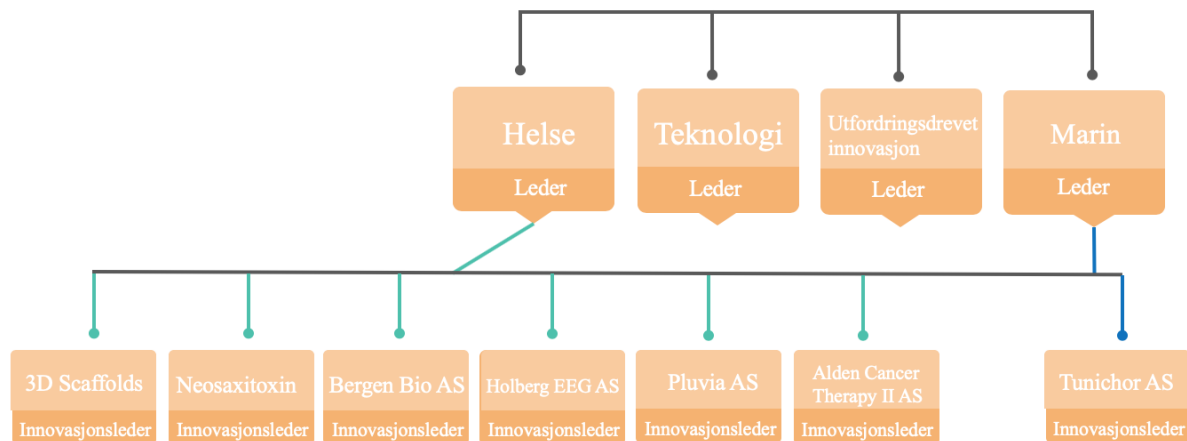 Helse
Leder
Teknologi
Leder
Utfordringsdrevet
innovasjon
Leder
Marin
Leder
3D Scaffolds
Innovasjonsleder
Neosaxitoxin
Innovasjonsleder
Bergen Bio AS
Innovasjonsleder
Holberg EEG AS
Innovasjonsleder
Pluvia AS
Innovasjonsleder
Alden Cancer
Therapy II AS
Innovasjonsleder
Tunichor AS
Innovasjonsleder